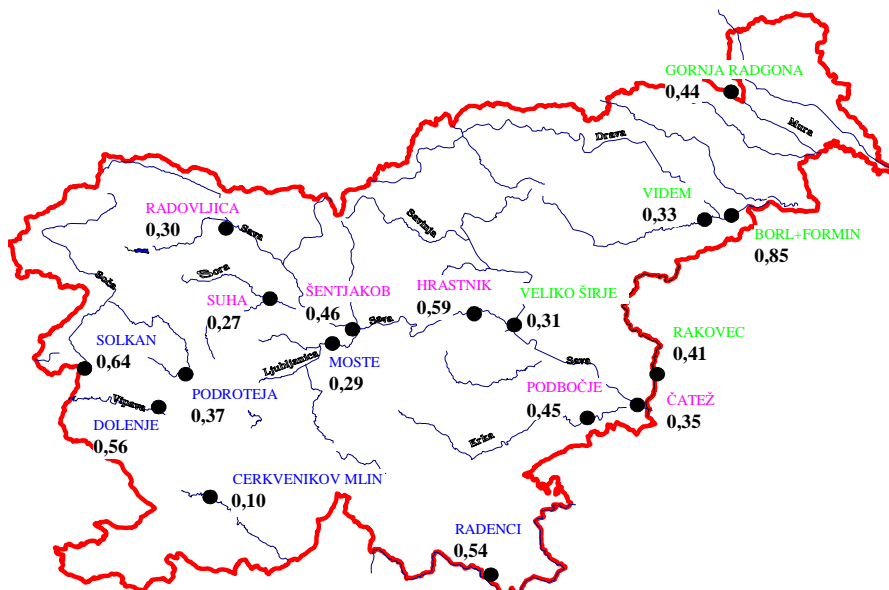 GORNJA RADGONA
0,44
Mura
Drava
VIDEM
0,33
BORL+FORMIN
0,85
RADOVLJICA
0,30
Sava
Savinja
Sora
Soča
SUHA
0,27
ŠENTJAKOB
0,46
Sava
HRASTNIK
0,59
VELIKO ŠIRJE
0,31
SOLKAN
0,64
Ljubljanica
MOSTE
0,29
Sava
RAKOVEC
0,41
PODROTEJA
0,37
Vipava
DOLENJE
0,56
PODBOČJE
0,45
ČATEŽ
0,35
Krka
CERKVENIKOV MLIN
0,10
RADENCI
0,54